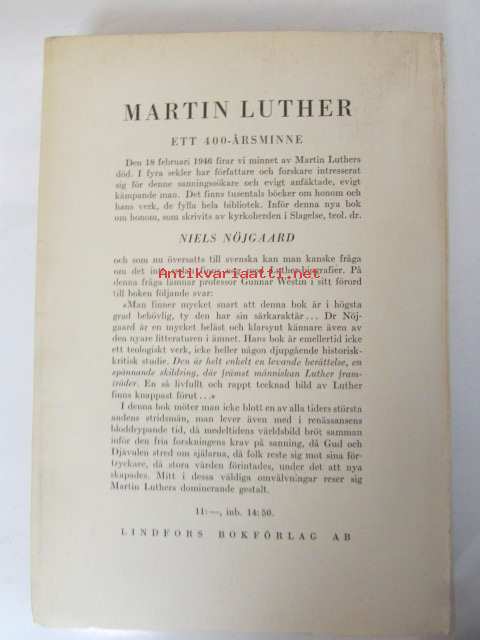 MARTIN LUTHER
ETT 400-ÅRSMINNE
Den 18 februari 1946 firar vi minnet av Martin Luthers
död. I fyra sekler har författare och forskare intresserat
sig för denne sanningssökare och evigt anfäktade, evigt
kämpande man. Det finns tusentals böcker om honom och
hans verk, de fylla hela bibliotek. Inför denna nya bok
om honom, som skrivits av kyrkoherden i Slagelse, teol. dr.
NIELS NÖJGAARD
Antikvariaatti.net
och som nu översatts till svenska kan man kanske fråga
om det inte redan finns nog med Luther-biografier. På
denna fråga lämnar professor Gunnar Westin i sitt förord
till boken följande svar:
»Man finner mycket snart att denna bok är i högsta
grad behövlig, ty den har sin särkaraktär... Dr Nöj-
gaard är en mycket beläst och klarsynt kännare även av
den nyare litteraturen i ämnet. Hans bok är emellertid icke
ett teologiskt verk, icke heller någon djupgående historisk-
kritisk studie. Den är helt enkelt en levande berättelse, en
spännande skildring, där främst människan Luther fram-
träder. En så livfullt och rappt tecknad bild av Luther
finns knappast förut...»
I denna bok möter man icke blott en av alla tiders största
andens stridsmän, man lever även med i renässansens
bloddrypande tid, då medeltidens världsbild bröt samman
inför den fria forskningens krav på sanning, då Gud och
Djävulen stred om själarna, då folk reste sig mot sina för-
tryckare, då stora värden förintades, under det att nya
skapades. Mitt i dessa väldiga omvälvningar reser sig
Martin Luthers dominerande gestalt.
11:—, inb. 14:50.
LINDFORS BOKFÖRLAG AB